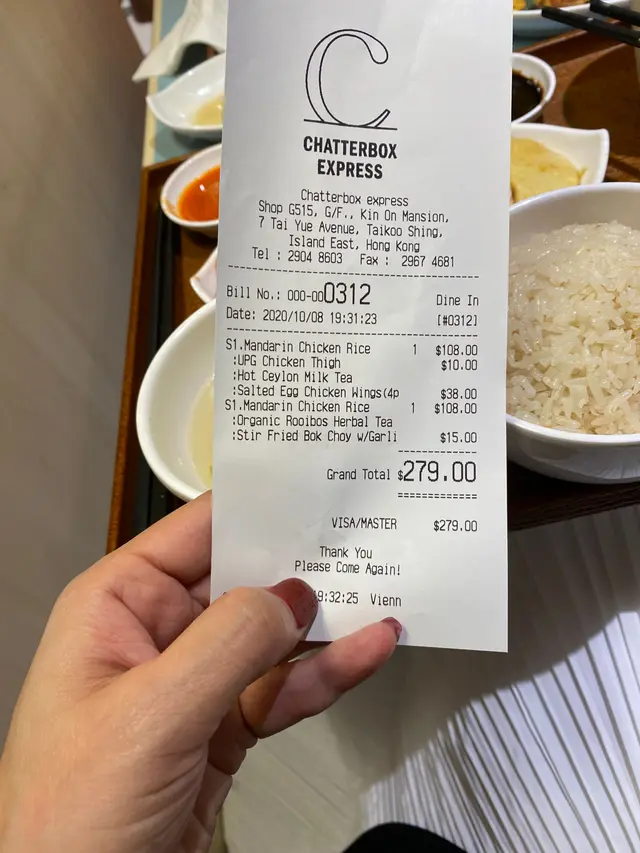 C
CHATTERBOX
EXPRESS
Chatterbox express
Shop G515, G/F., Kin On Mansion,
7 Tai Yue Avenue, Taikoo Shing,
Island East, Hong Kong
Tel : 2904 8603 Fax : 2967 4681
Bill No.: 000-000312 Dine In
Date: 2020/10/08 19:31:23 [#0312]
S1.Mandarin Chicken Rice 1 $108.00
:UPG Chicken Thigh $10.00
:Hot Ceylon Milk Tea
:Salted Egg Chicken Wings(4p $38.00
S1.Mandarin Chicken Rice 1 $108.00
:Organic Rooibos Herbal Tea
:Stir Fried Bok Choy w/Garli $15.00
Grand Total $279.00
VISA/MASTER $279.00
Thank You
Please Come Again!
9:32:25 Vienn